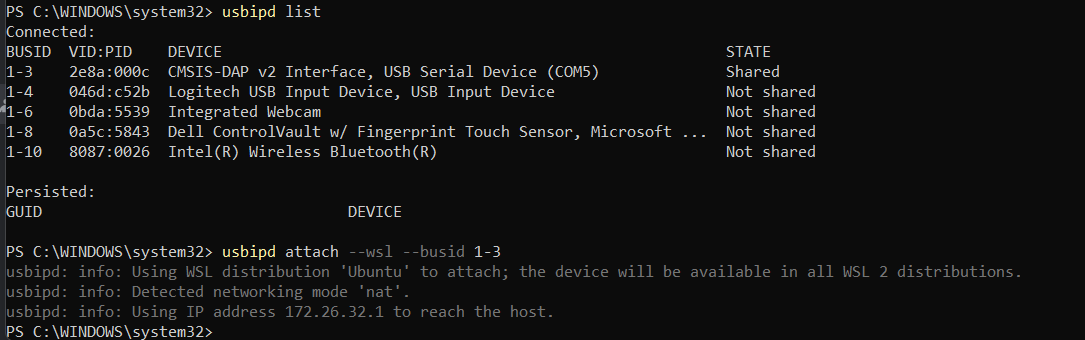 PS C:\WINDOWS\system32> usbipd list
Connected:
BUSID  VID:PID    DEVICE                                                        STATE
1-3    2e8a:000c  CMSIS-DAP v2 Interface, USB Serial Device (COM5)              Shared
1-4    046d:c52b  Logitech USB Input Device, USB Input Device                   Not shared
1-6    0bda:5539  Integrated Webcam                                             Not shared
1-8    0a5c:5843  Dell ControlVault w/ Fingerprint Touch Sensor, Microsoft ...  Not shared
1-10   8087:0026  Intel(R) Wireless Bluetooth(R)                                Not shared
Persisted:
GUID                                  DEVICE
PS C:\WINDOWS\system32> usbipd attach --wsl --busid 1-3
usbipd: info: Using WSL distribution 'Ubuntu' to attach; the device will be available in all WSL 2 distributions.
usbipd: info: Detected networking mode 'nat'.
usbipd: info: Using IP address 172.26.32.1 to reach the host.
PS C:\WINDOWS\system32>